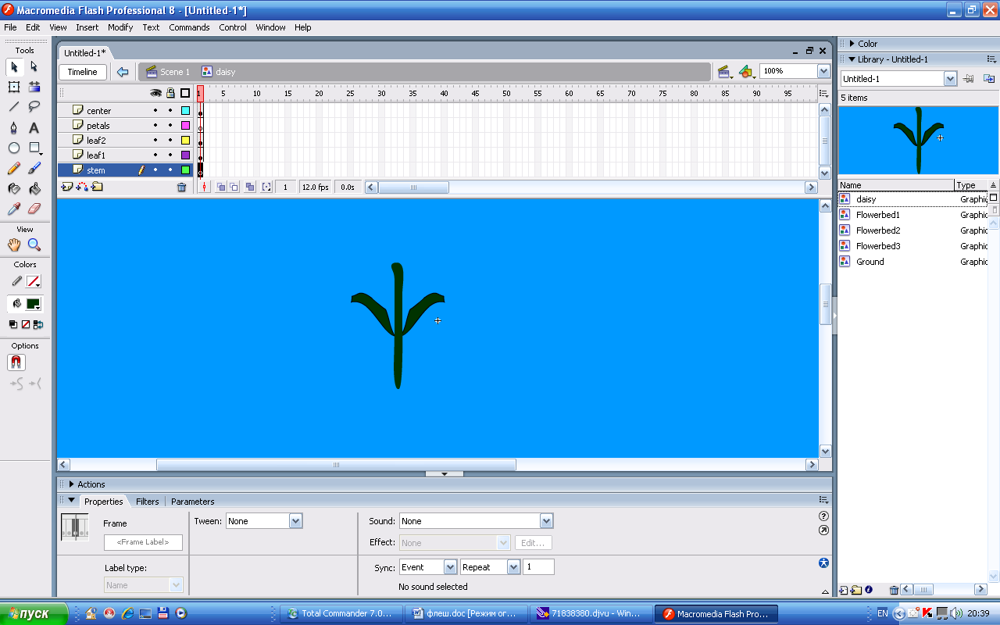 Macromedia Flash Professional 8 - [Untitled-1*]
File Edit View Insert Modify Text Commands Control Window Help
Tools
View
Colors
Options
Untitled-1*
Timeline Scene 1 daisy 100%
1 5 10 15 20 25 30 35 40 45 50 55 60 65 70 75 80 85 90 95
center
petals
leaf2
leaf1
stem
1 12.0 fps 0.0s
Color
Library - Untitled-1
Untitled-1
5 items
Name Type
daisy Graphic
Flowerbed1 Graphic
Flowerbed2 Graphic
Flowerbed3 Graphic
Ground Graphic
Actions
Properties Filters Parameters
Frame
<Frame Label>
Label type:
Name
Tween: None
Sound: None
Effect: None Edit...
Sync: Event Repeat 1
No sound selected
пуск
Total Commander 7.0...
флеш.doc [Режим ог...
71838380.djvu - Win...
Macromedia Flash Pro...
EN 20:39